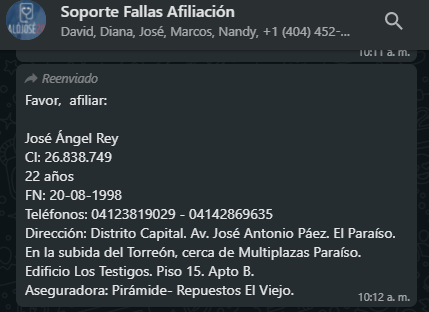 Soporte Fallas Afiliación
David, Diana, José, Marcos, Nandy, +1 (404) 452-...
10:11 a. m.
Reenviado
Favor,  afiliar:
José Ángel Rey
CI: 26.838.749
22 años
FN: 20-08-1998
Teléfonos: 04123819029 - 04142869635
Dirección: Distrito Capital. Av. José Antonio Páez. El Paraíso.
En la subida del Torreón, cerca de Multiplazas Paraíso.
Edificio Los Testigos. Piso 15. Apto B.
Aseguradora: Pirámide- Repuestos El Viejo.
10:12 a. m.